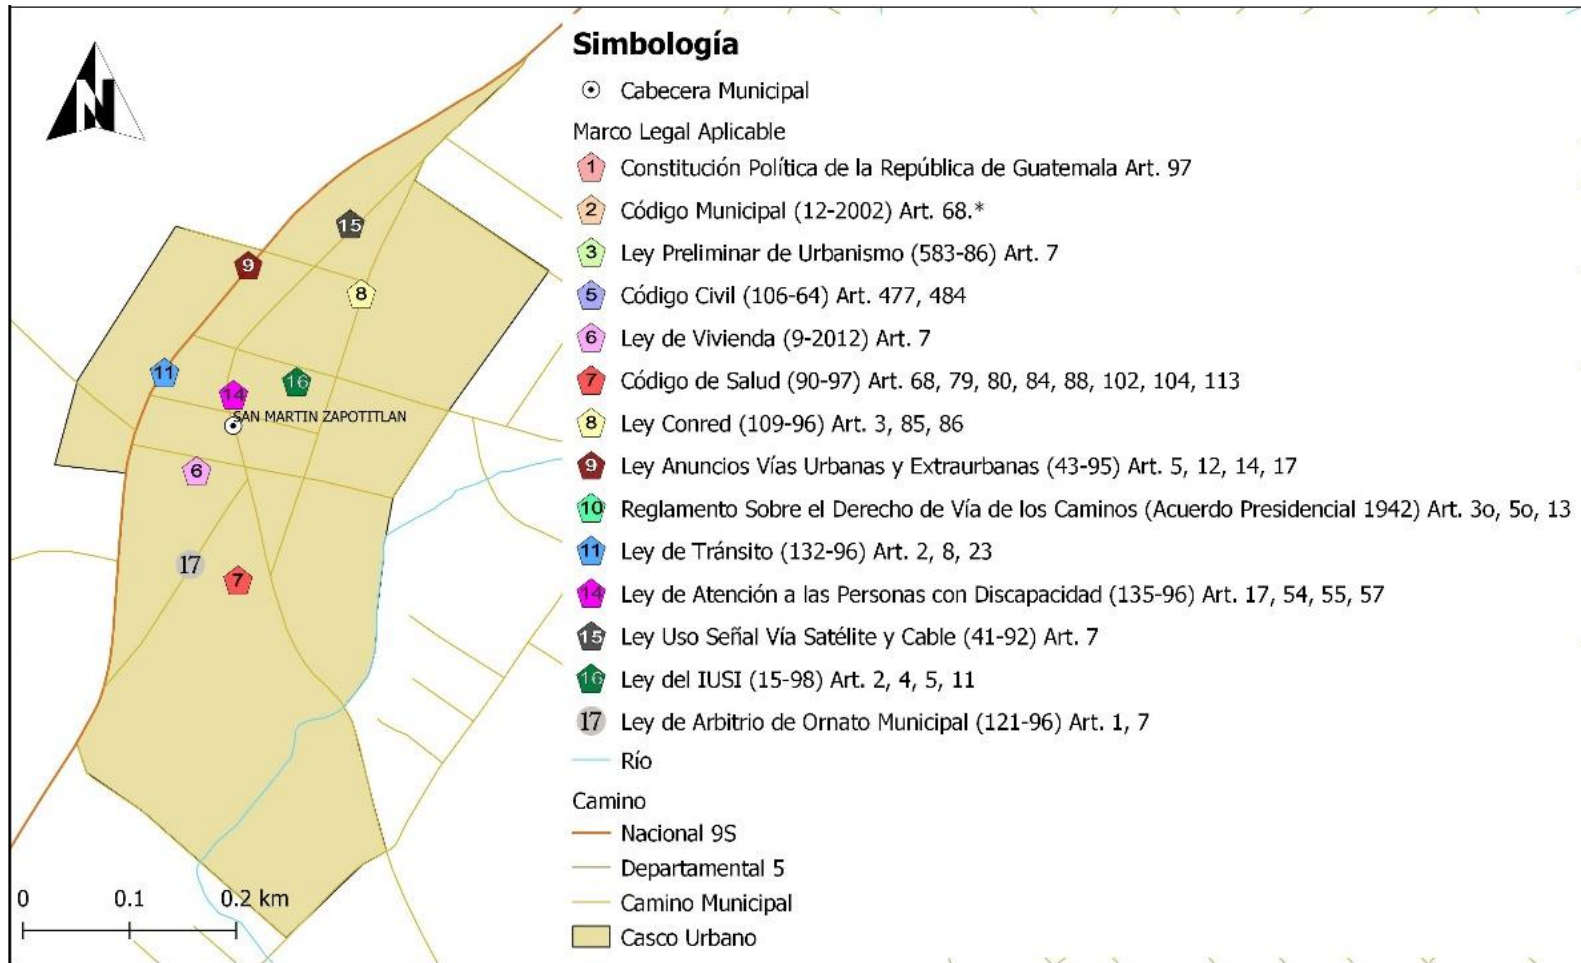 N
15
9
8
11
16
14
SAN MARTIN ZAPOTITLAN
6
17
7
0 0.1 0.2 km
Simbología
Cabecera Municipal
Marco Legal Aplicable
1 Constitución Política de la República de Guatemala Art. 97
2 Código Municipal (12-2002) Art. 68.*
3 Ley Preliminar de Urbanismo (583-86) Art. 7
5 Código Civil (106-64) Art. 477, 484
6 Ley de Vivienda (9-2012) Art. 7
7 Código de Salud (90-97) Art. 68, 79, 80, 84, 88, 102, 104, 113
8 Ley Conred (109-96) Art. 3, 85, 86
9 Ley Anuncios Vías Urbanas y Extraurbanas (43-95) Art. 5, 12, 14, 17
10 Reglamento Sobre el Derecho de Vía de los Caminos (Acuerdo Presidencial 1942) Art. 3o, 5o, 13
11 Ley de Tránsito (132-96) Art. 2, 8, 23
14 Ley de Atención a las Personas con Discapacidad (135-96) Art. 17, 54, 55, 57
15 Ley Uso Señal Vía Satélite y Cable (41-92) Art. 7
16 Ley del IUSI (15-98) Art. 2, 4, 5, 11
17 Ley de Arbitrio de Ornato Municipal (121-96) Art. 1, 7
Río
Camino
Nacional 9S
Departamental 5
Camino Municipal
Casco Urbano